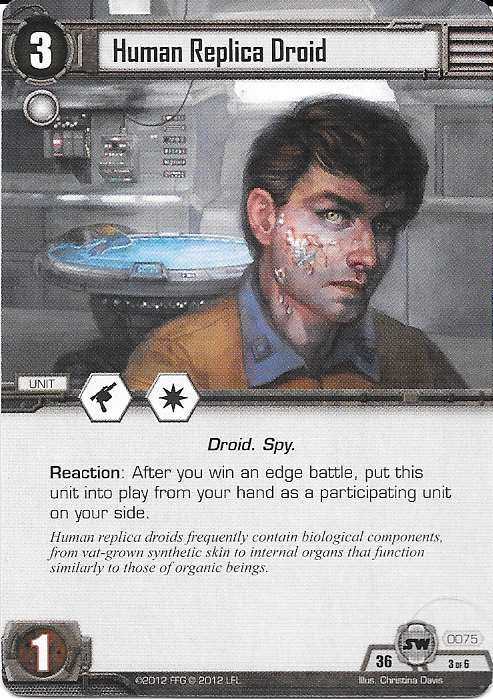 3
Human Replica Droid
UNIT
Droid. Spy.
Reaction: After you win an edge battle, put this
unit into play from your hand as a participating unit
on your side.
Human replica droids frequently contain biological components,
from vat-grown synthetic skin to internal organs that function
similarly to those of organic beings.
1
36
SW
0075
3 OF 6
©2012 FFG © 2012 LFL
Illus. Christina Davis